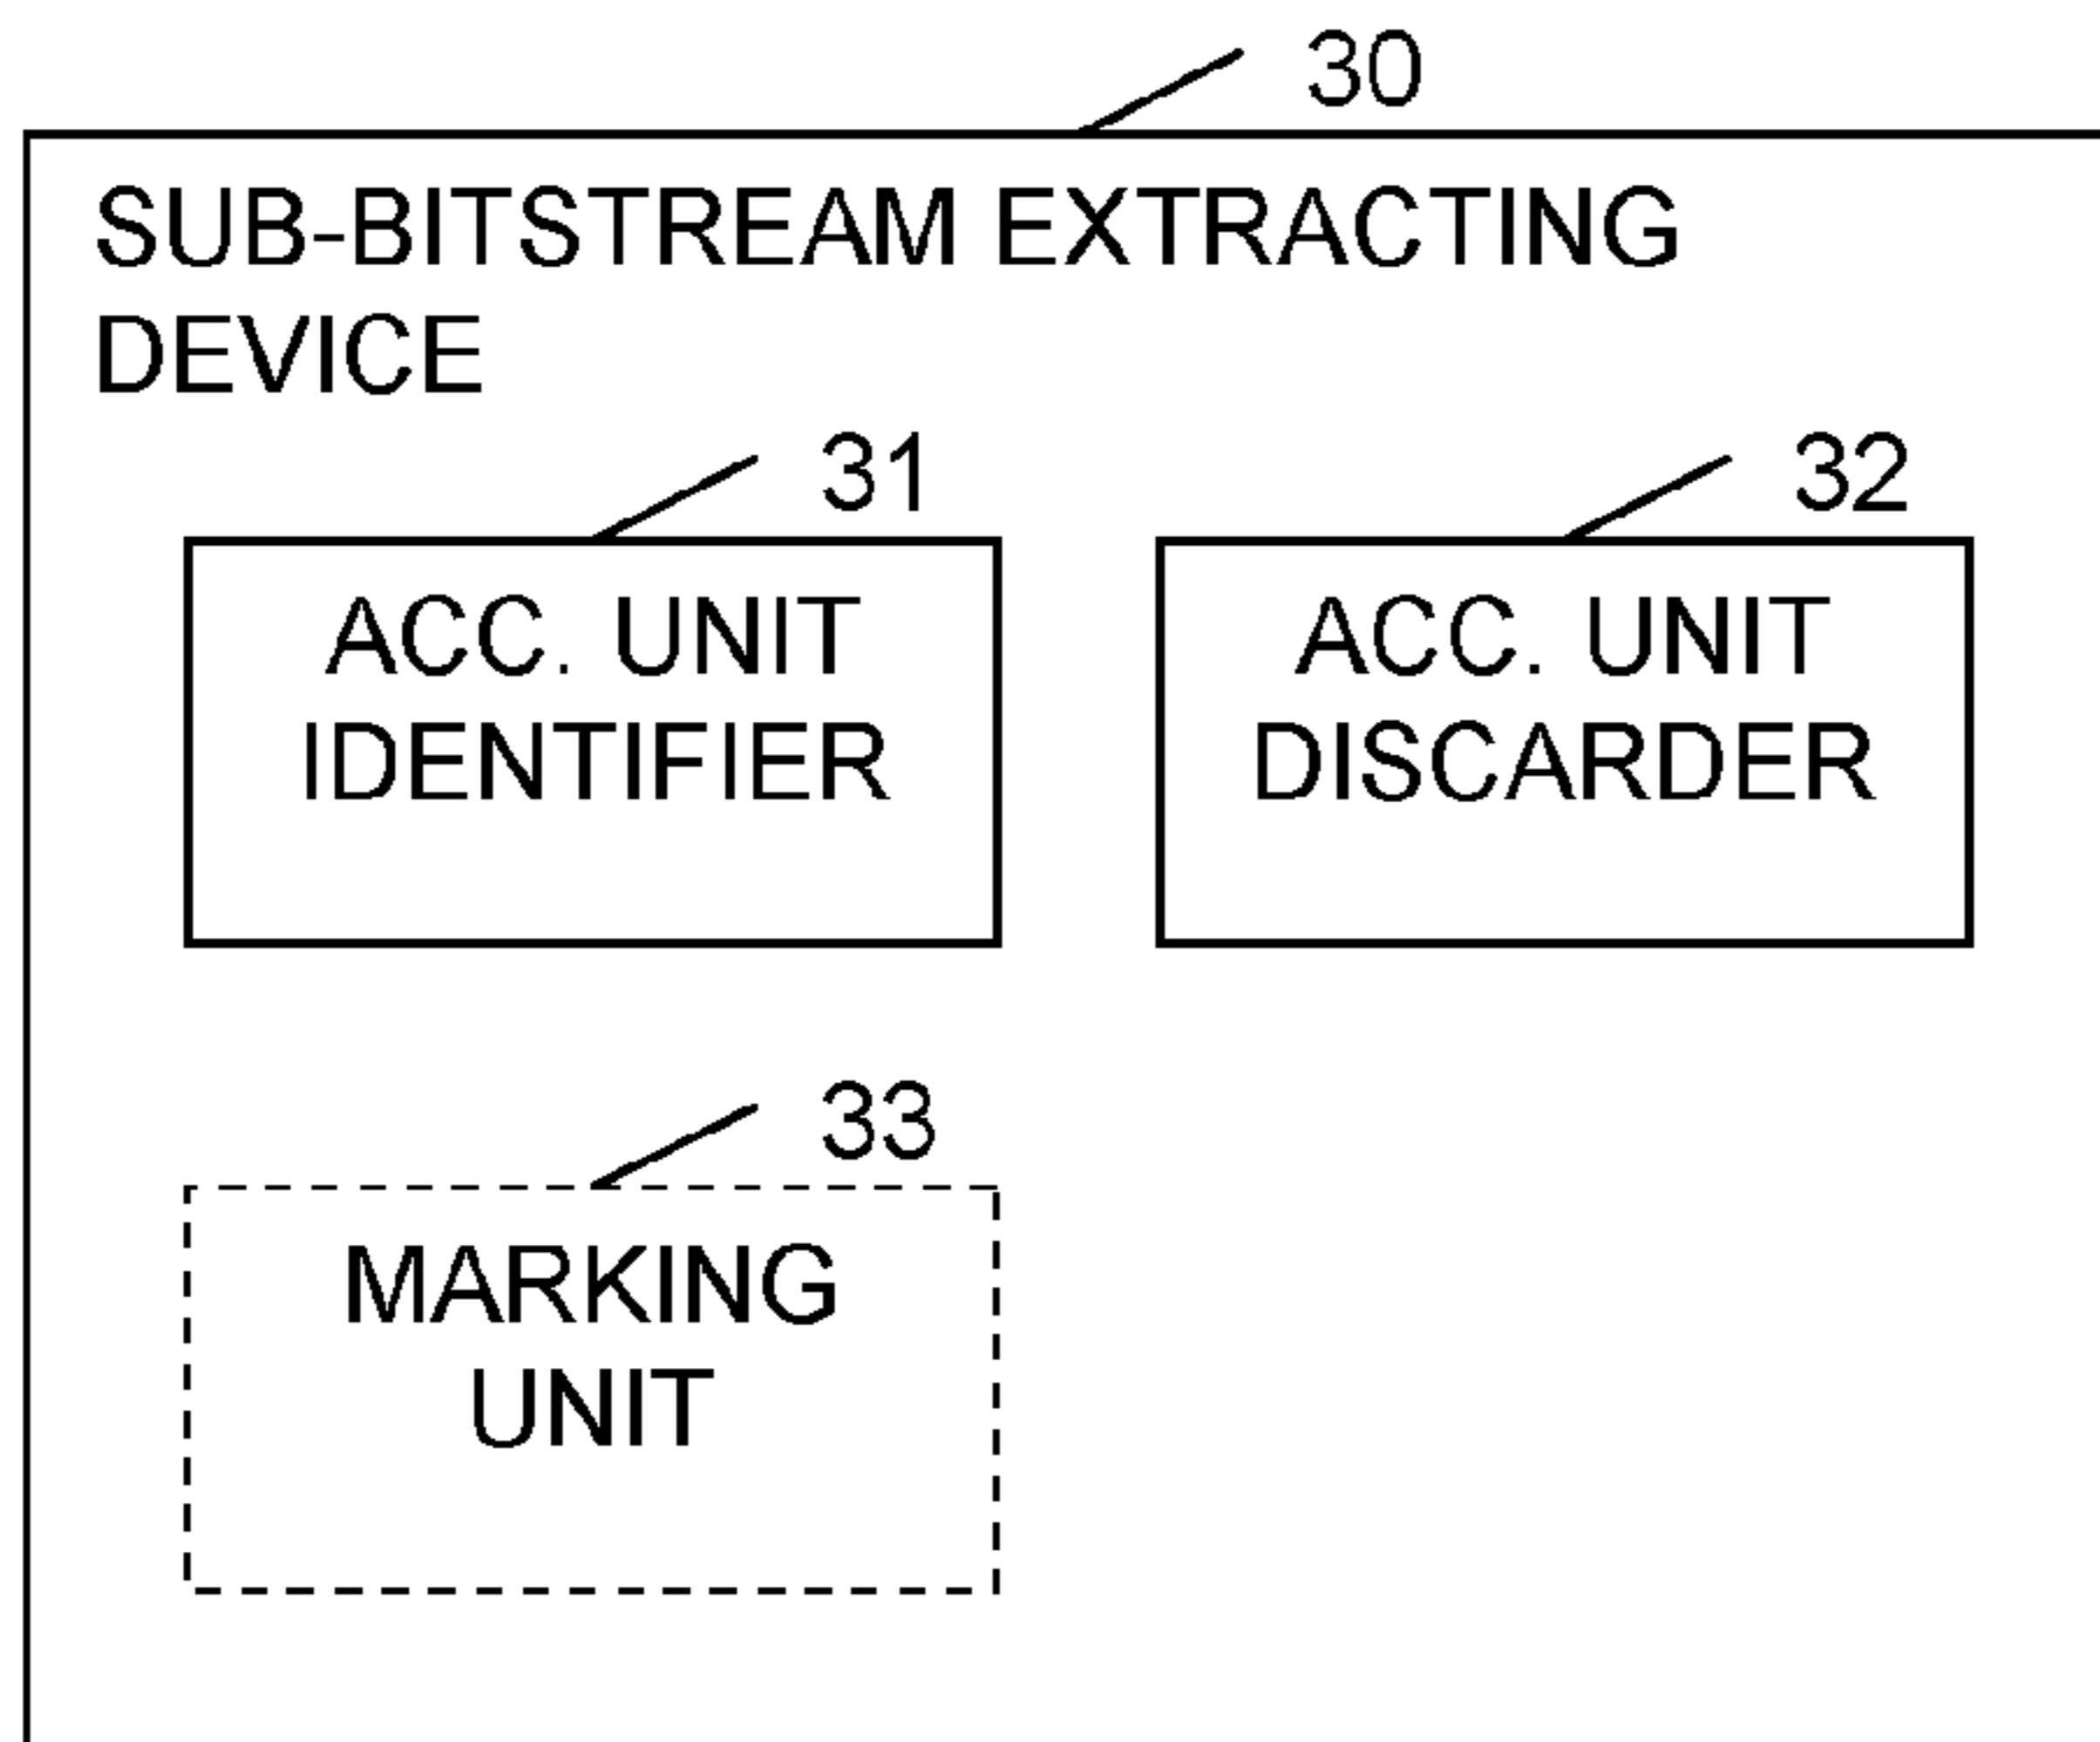 30
SUB-BITSTREAM EXTRACTING
DEVICE
31
32
ACC. UNIT
IDENTIFIER
ACC. UNIT
DISCARDER
33
MARKING
UNIT